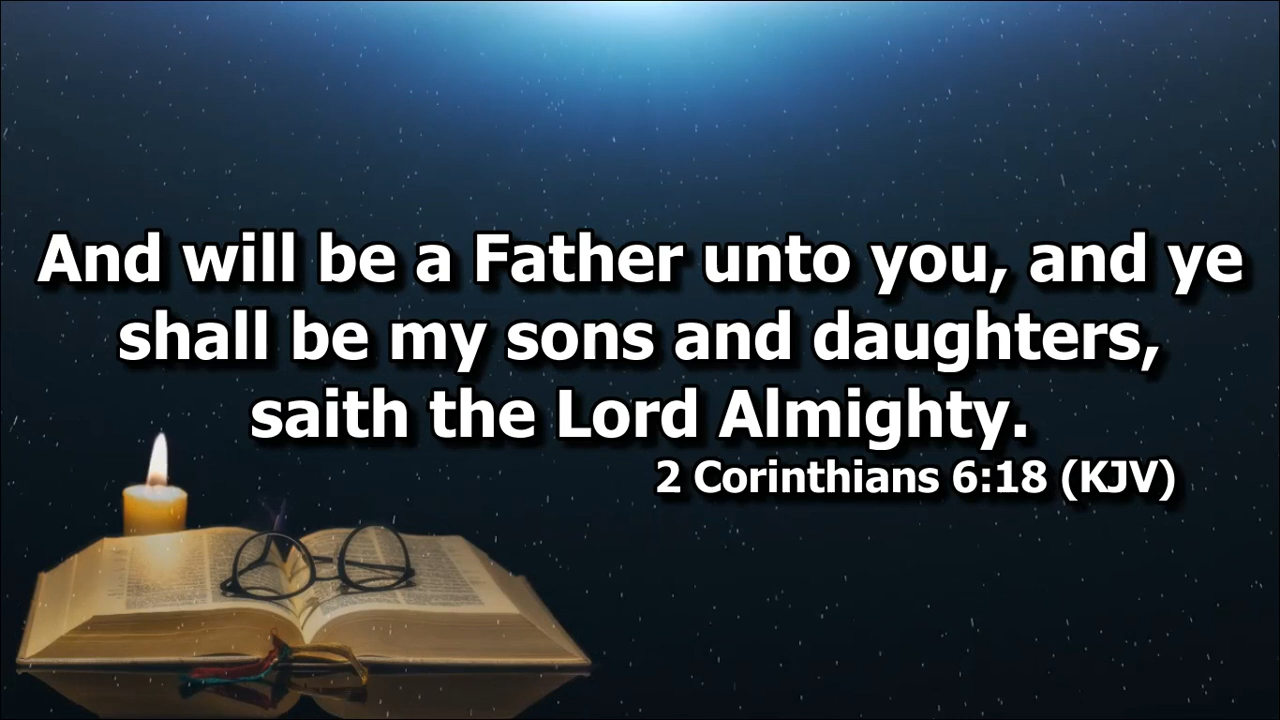 And will be a Father unto you, and ye
shall be my sons and daughters,
saith the Lord Almighty.
2 Corinthians 6:18 (KJV)